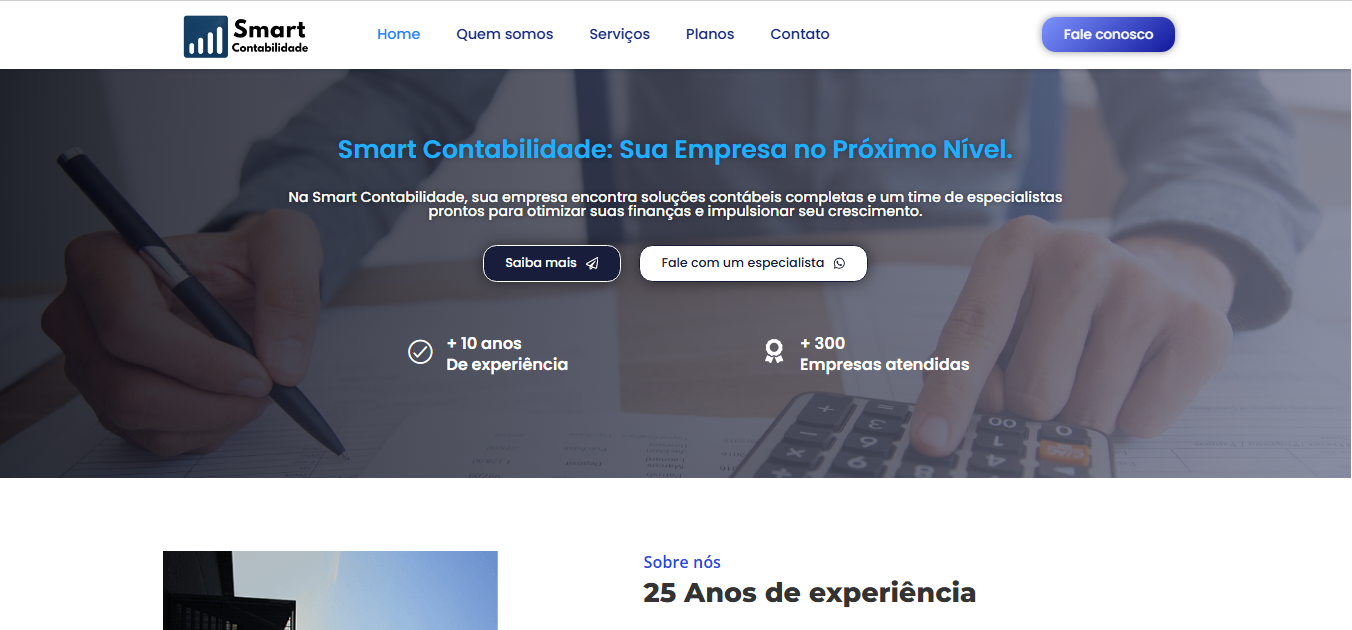 Smart
Contabilidade
Home
Quem somos
Serviços
Planos
Contato
Fale conosco
Smart Contabilidade: Sua Empresa no Próximo Nível.
Na Smart Contabilidade, sua empresa encontra soluções contábeis completas e um time de especialistas
prontos para otimizar suas finanças e impulsionar seu crescimento.
Saiba mais
Fale com um especialista
+ 10 anos
De experiência
+ 300
Empresas atendidas
Sobre nós
25 Anos de experiência